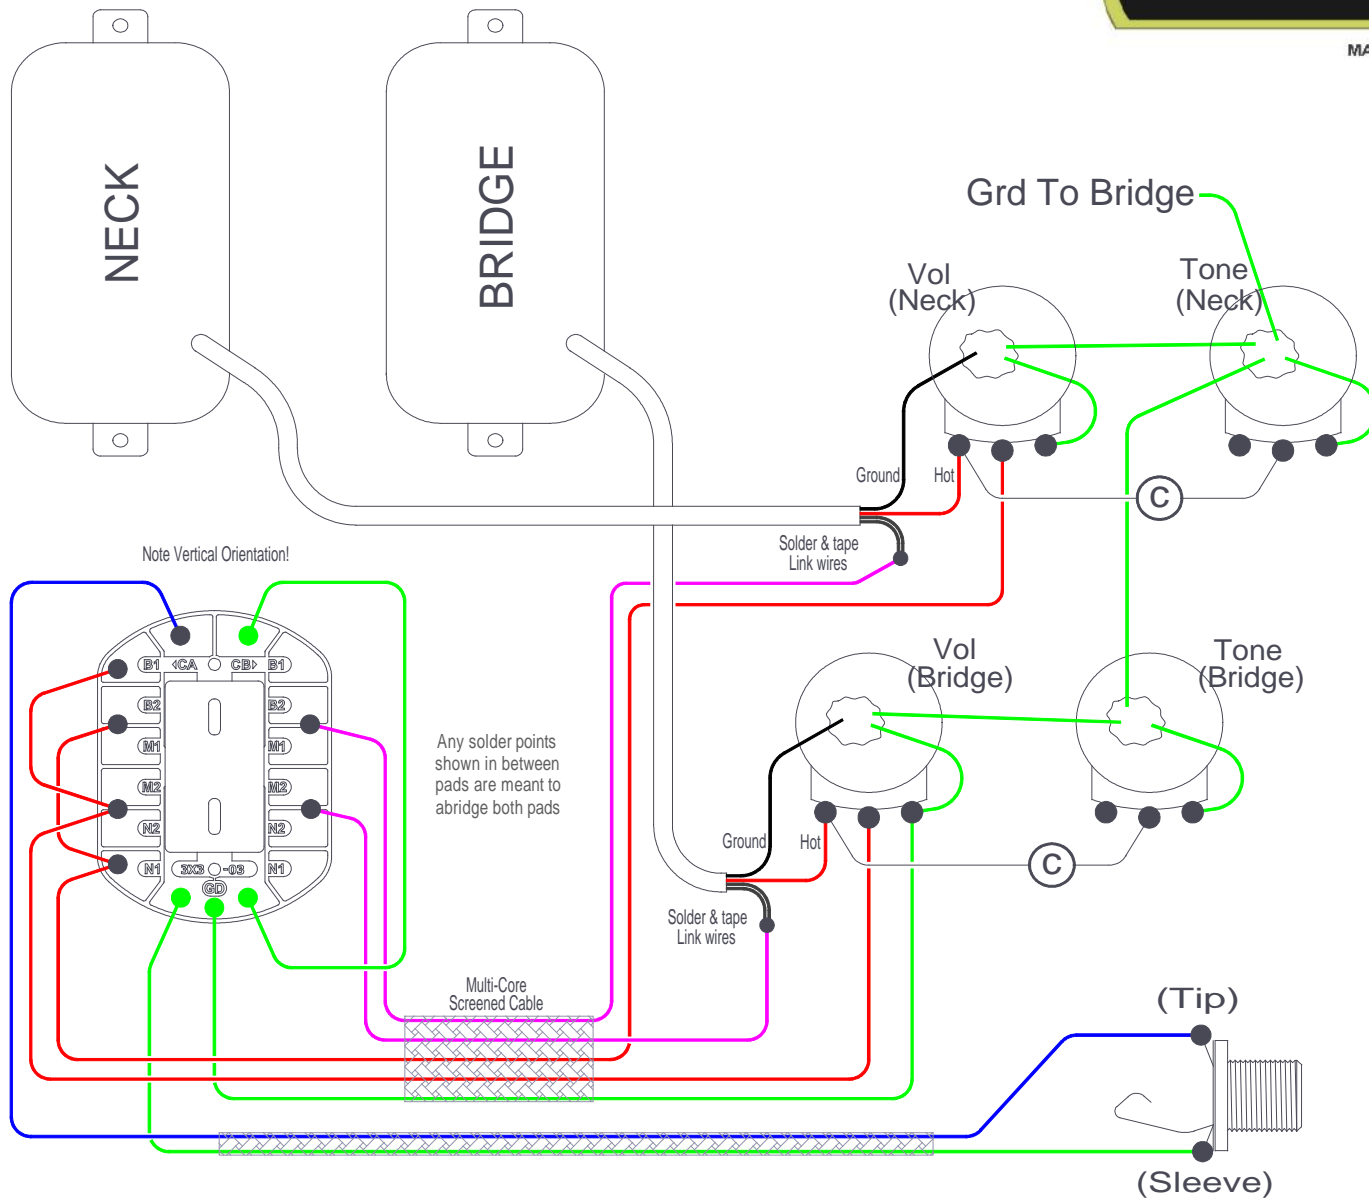 MA
NECK
BRIDGE
Grd To Bridge
Vol
(Neck)
Tone
(Neck)
Ground
Hot
C
Solder & tape
Link wires
Note Vertical Orientation!
B1 CA CB B1
B2 B2
M1 M1
M2 M2
N2 N2
N1 3X3 -03 N1
GD
Any solder points
shown in between
pads are meant to
abridge both pads
Vol
(Bridge)
Tone
(Bridge)
Ground
Hot
C
Solder & tape
Link wires
Multi-Core
Screened Cable
(Tip)
(Sleeve)